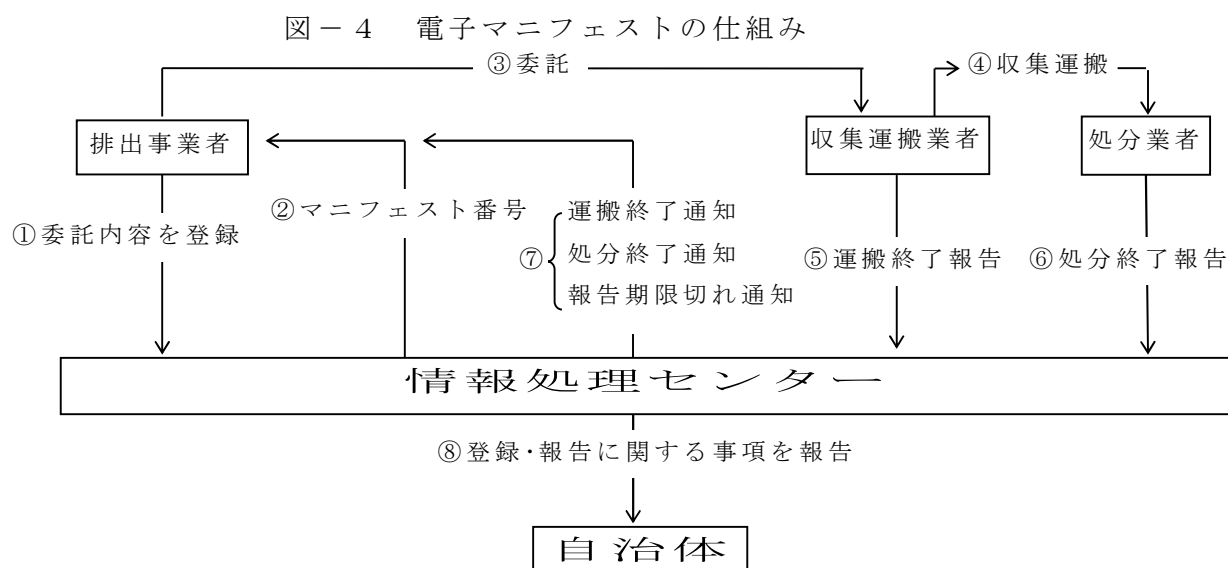 図－４　電子マニフェストの仕組み
③委託
④収集運搬
排出事業者
収集運搬業者
処分業者
②マニフェスト番号
運搬終了通知
①委託内容を登録
⑦
処分終了通知
⑤運搬終了報告
⑥処分終了報告
報告期限切れ通知
情報処理センター
⑧登録・報告に関する事項を報告
自治体